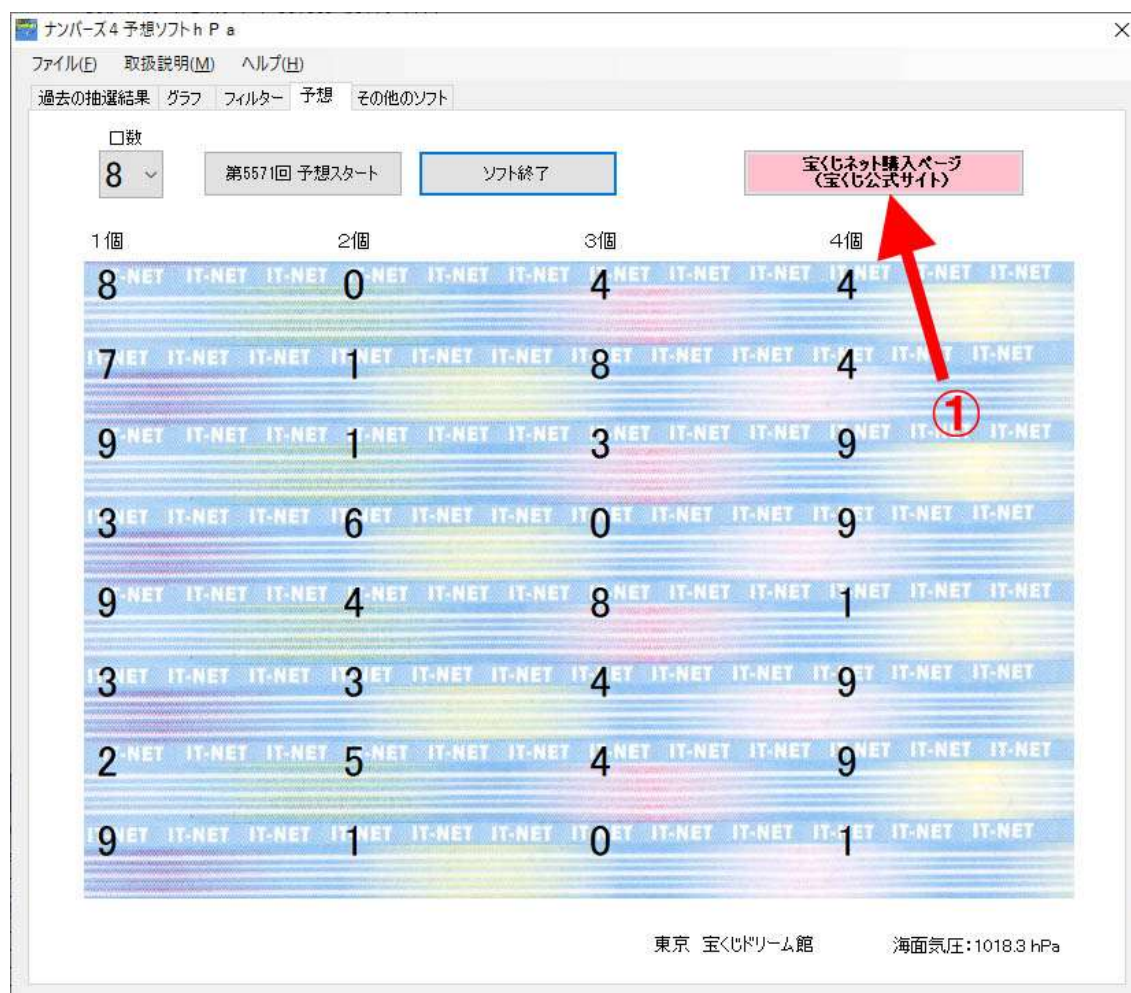 ナンバーズ4 予想ソフトｈＰａ
ファイル(F) 取扱説明(M) ヘルプ(H)
過去の抽選結果 グラフ フィルター 予想 その他のソフト
口数
8 第5571回 予想スタート ソフト終了 宝くじネット購入ページ
(宝くじ公式サイト)
1個 2個 3個 4個
8 0 4 4
7 1 8 4
①
9 1 3 9
3 6 0 9
9 4 8 1
3 3 4 9
2 5 4 9
9 1 0 1
東京 宝くじドリーム館 海面気圧:1018.3 hPa